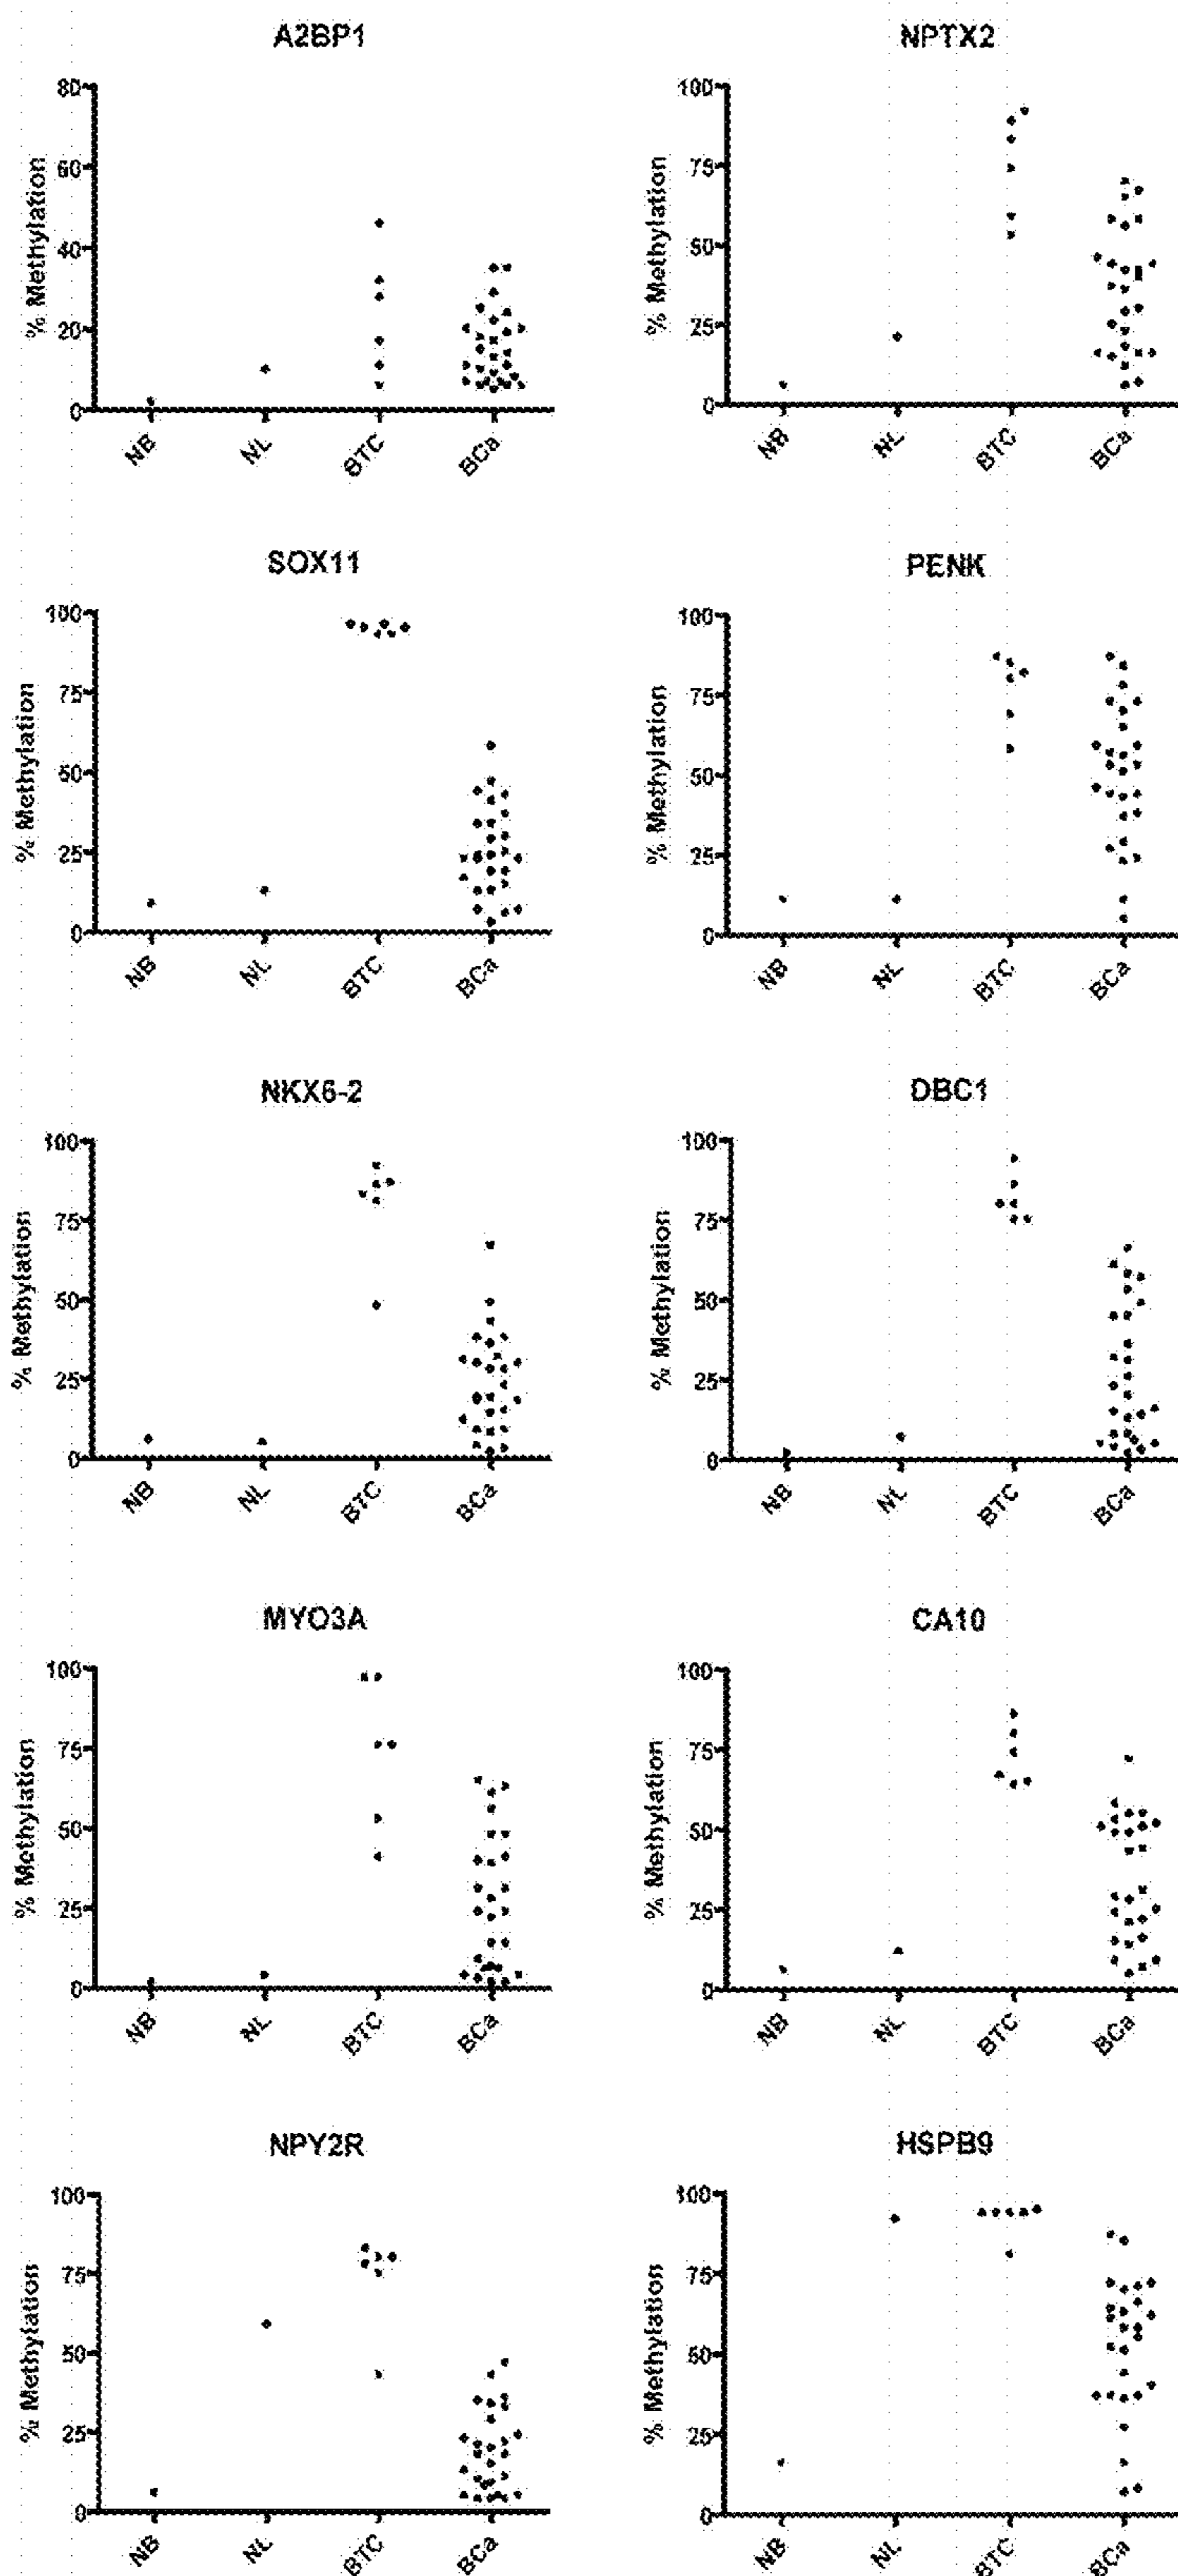 A2BP1
80
60
40
20
0
% Methylation
NB
NL
BTC
BCa
NPTX2
100
75
50
25
0
% Methylation
NB
NL
BTC
BCa
SOX11
100
75
50
25
0
% Methylation
NB
NL
BTC
BCa
PENK
100
75
50
25
0
% Methylation
NB
NL
BTC
BCa
NKX6-2
100
75
50
25
0
% Methylation
NB
NL
BTC
BCa
DBC1
100
75
50
25
0
% Methylation
NB
NL
BTC
BCa
MYO3A
100
75
50
25
0
% Methylation
NB
NL
BTC
BCa
CA10
100
75
50
25
0
% Methylation
NB
NL
BTC
BCa
NPY2R
100
75
50
25
0
% Methylation
NB
NL
BTC
BCa
HSPB9
100
75
50
25
0
% Methylation
NB
NL
BTC
BCa